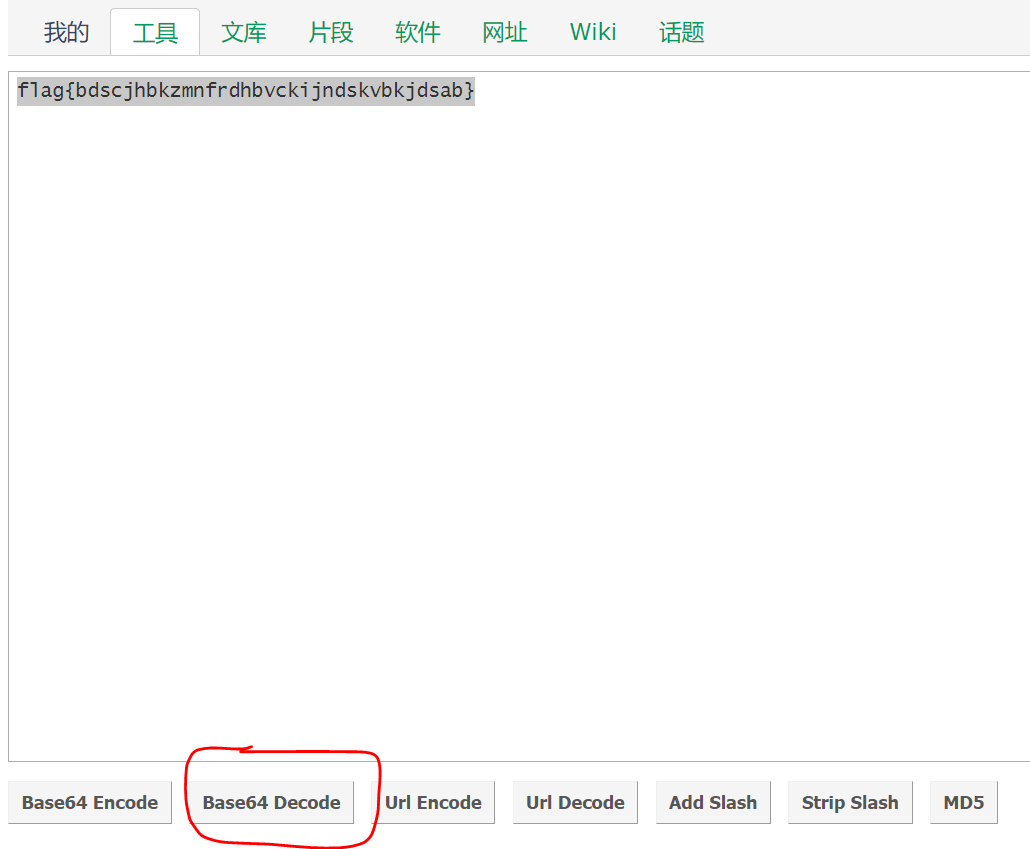 我的 工具 文库 片段 软件 网址 Wiki 话题
flag{bdscjhbkzmnfrdhbvckijndskvbkjdsab}
Base64 Encode Base64 Decode Url Encode Url Decode Add Slash Strip Slash MD5